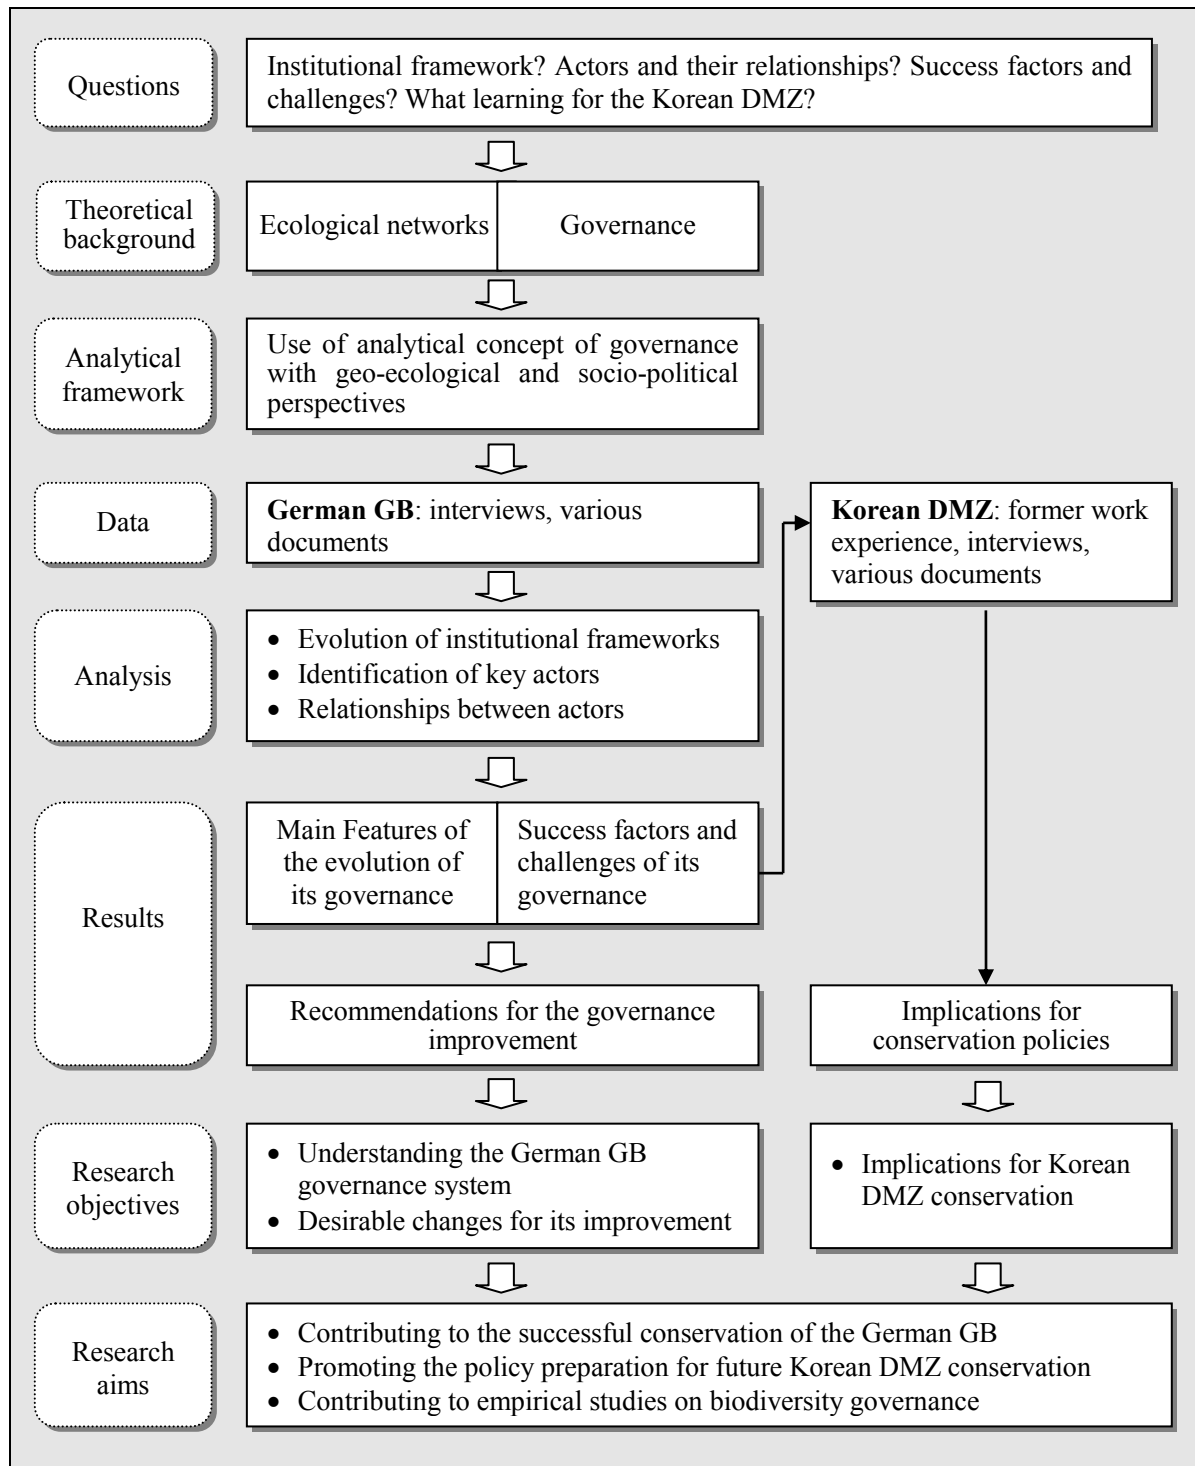 Questions
Institutional framework? Actors and their relationships? Success factors and
challenges? What learning for the Korean DMZ?
Theoretical
background
Ecological networks
Governance
Analytical
framework
Use of analytical concept of governance
with geo-ecological and socio-political
perspectives
Data
German GB: interviews, various
documents
Korean DMZ: former work
experience, interviews,
various documents
Analysis
• Evolution of institutional frameworks
• Identification of key actors
• Relationships between actors
Results
Main Features of
the evolution of
its governance
Success factors and
challenges of its
governance
Recommendations for the governance
improvement
Implications for
conservation policies
Research
objectives
• Understanding the German GB
governance system
• Desirable changes for its improvement
• Implications for Korean
DMZ conservation
Research
aims
• Contributing to the successful conservation of the German GB
• Promoting the policy preparation for future Korean DMZ conservation
• Contributing to empirical studies on biodiversity governance